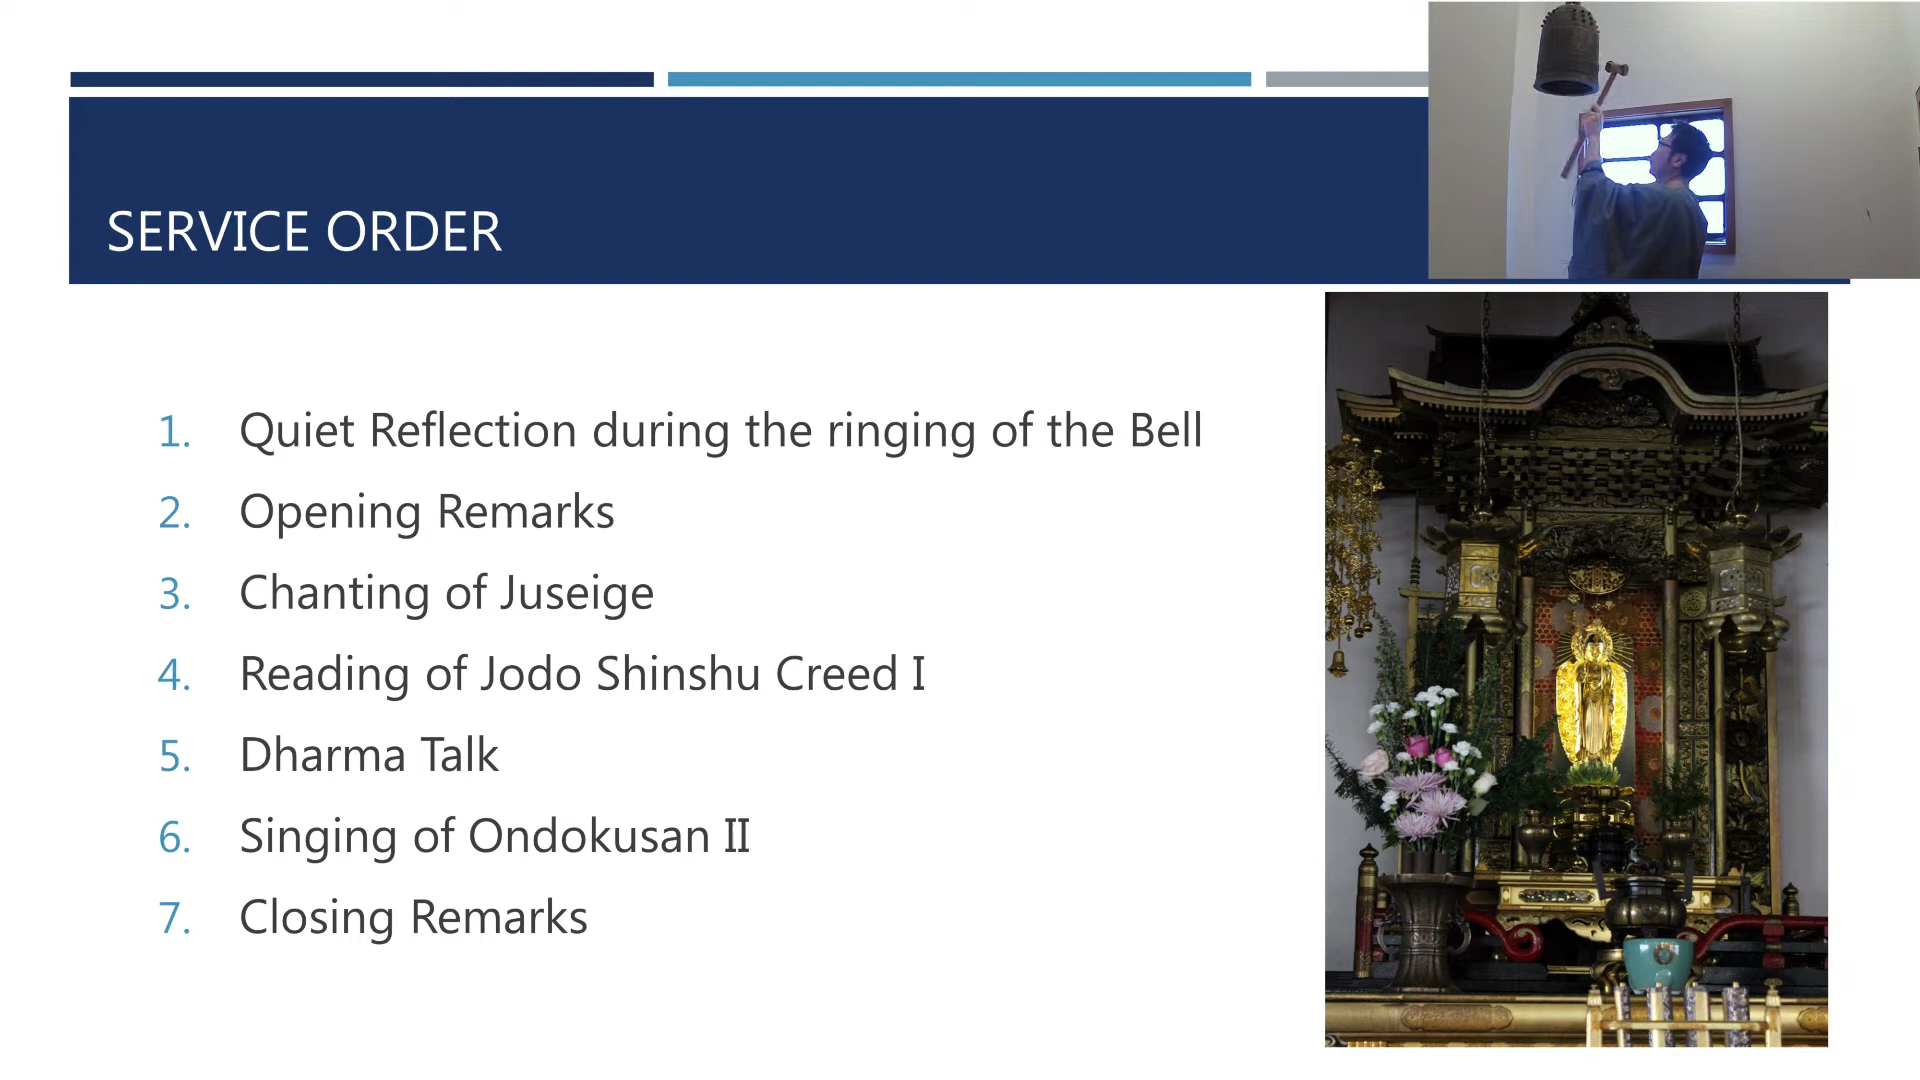 SERVICE ORDER
1. Quiet Reflection during the ringing of the Bell
2. Opening Remarks
3. Chanting of Juseige
4. Reading of Jodo Shinshu Creed I
5. Dharma Talk
6. Singing of Ondokusan II
7. Closing Remarks